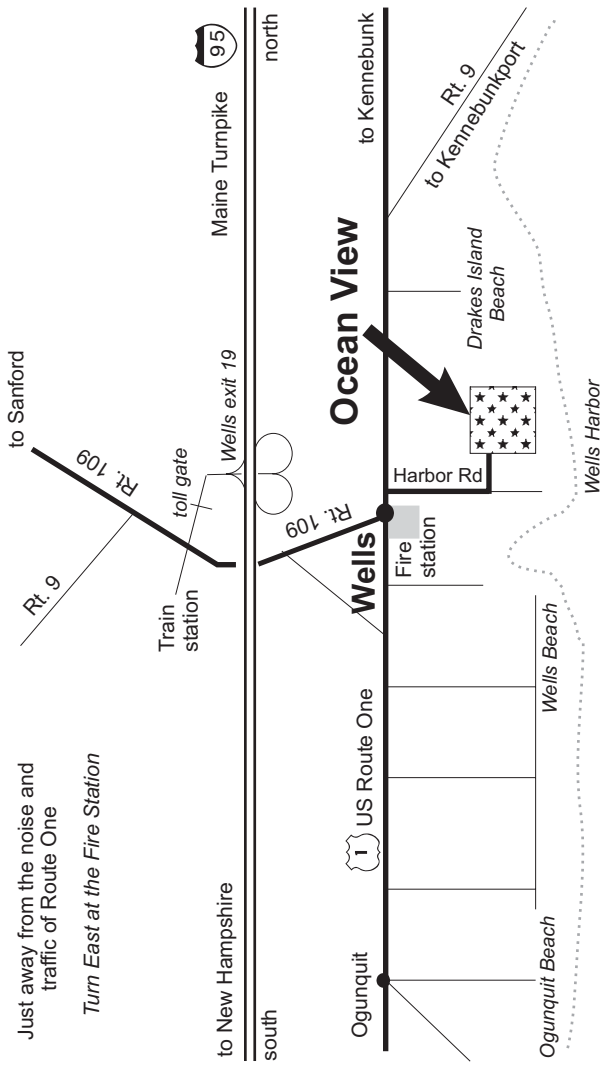 Just away from the noise and
traffic of Route One
Turn East at the Fire Station
to Sanford
Rt. 109
Rt. 9
Train
station
toll gate
Wells exit 19
to New Hampshire
south
Maine Turnpike
95
north
Rt. 109
Ocean View
Ogunquit
1
US Route One
Wells
to Kennebunk
Fire
station
Harbor Rd
Rt. 9
to Kennebunkport
Drakes Island
Beach
Ogunquit Beach
Wells Beach
Wells Harbor